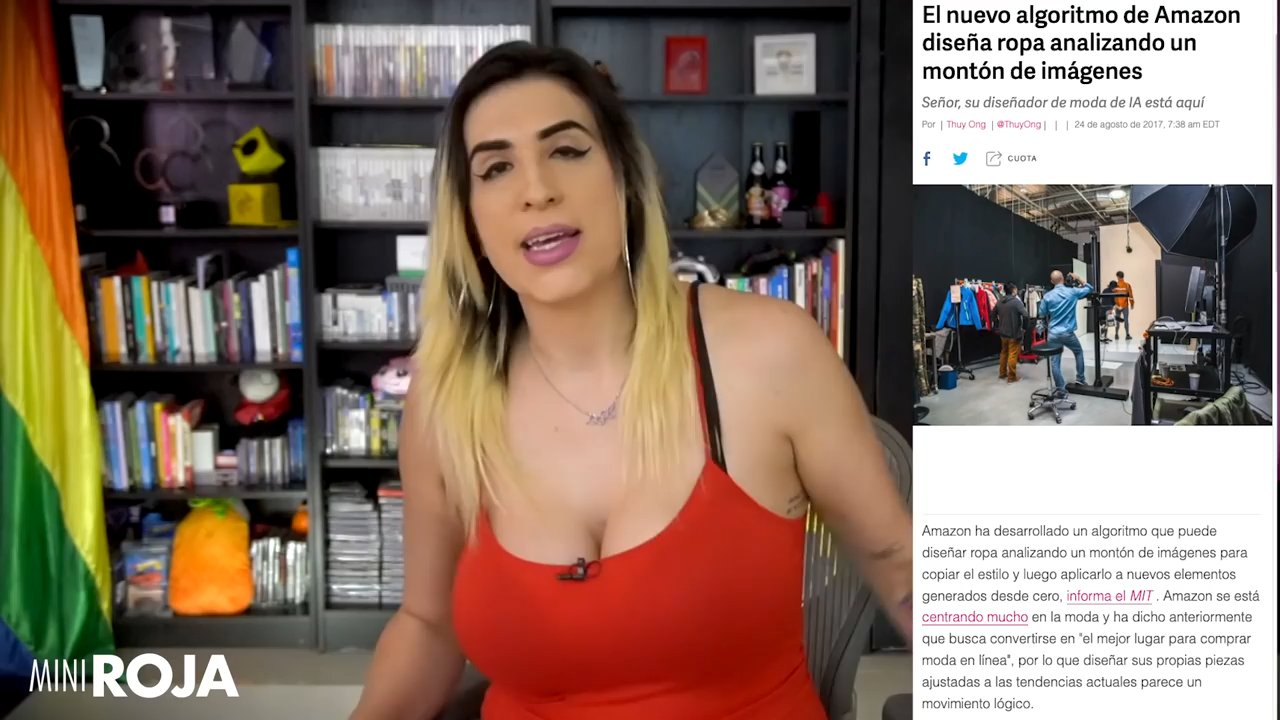 El nuevo algoritmo de Amazon
diseña ropa analizando un
montón de imágenes
Señor, su diseñador de moda de IA está aquí
Por | Thuy Ong | @ThuyOng | | | 24 de agosto de 2017, 7:38 am EDT
CUOTA
Amazon ha desarrollado un algoritmo que puede
diseñar ropa analizando un montón de imágenes para
copiar el estilo y luego aplicarlo a nuevos elementos
generados desde cero, informa el MIT . Amazon se está
centrando mucho en la moda y ha dicho anteriormente
que busca convertirse en "el mejor lugar para comprar
moda en línea", por lo que diseñar sus propias piezas
ajustadas a las tendencias actuales parece un
movimiento lógico.
MINI ROJA